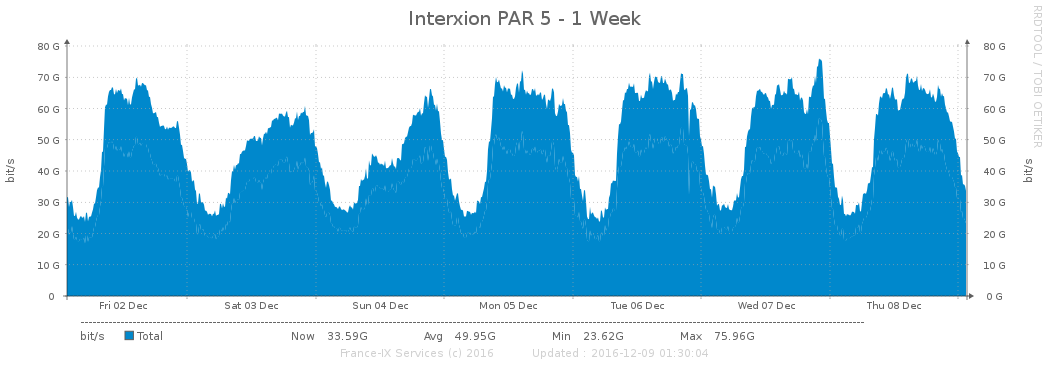 Interxion PAR 5 - 1 Week
RRDTOOL / TOBI OETIKER
80 G 80 G
70 G 70 G
60 G 60 G
50 G 50 G
40 G 40 G
30 G 30 G
20 G 20 G
10 G 10 G
0 0 G
bit/s bit/s
Fri 02 Dec Sat 03 Dec Sun 04 Dec Mon 05 Dec Tue 06 Dec Wed 07 Dec Thu 08 Dec
bit/s Total Now 33.59G Avg 49.95G Min 23.62G Max 75.96G
France-IX Services (c) 2016 Updated : 2016-12-09 01:30:04